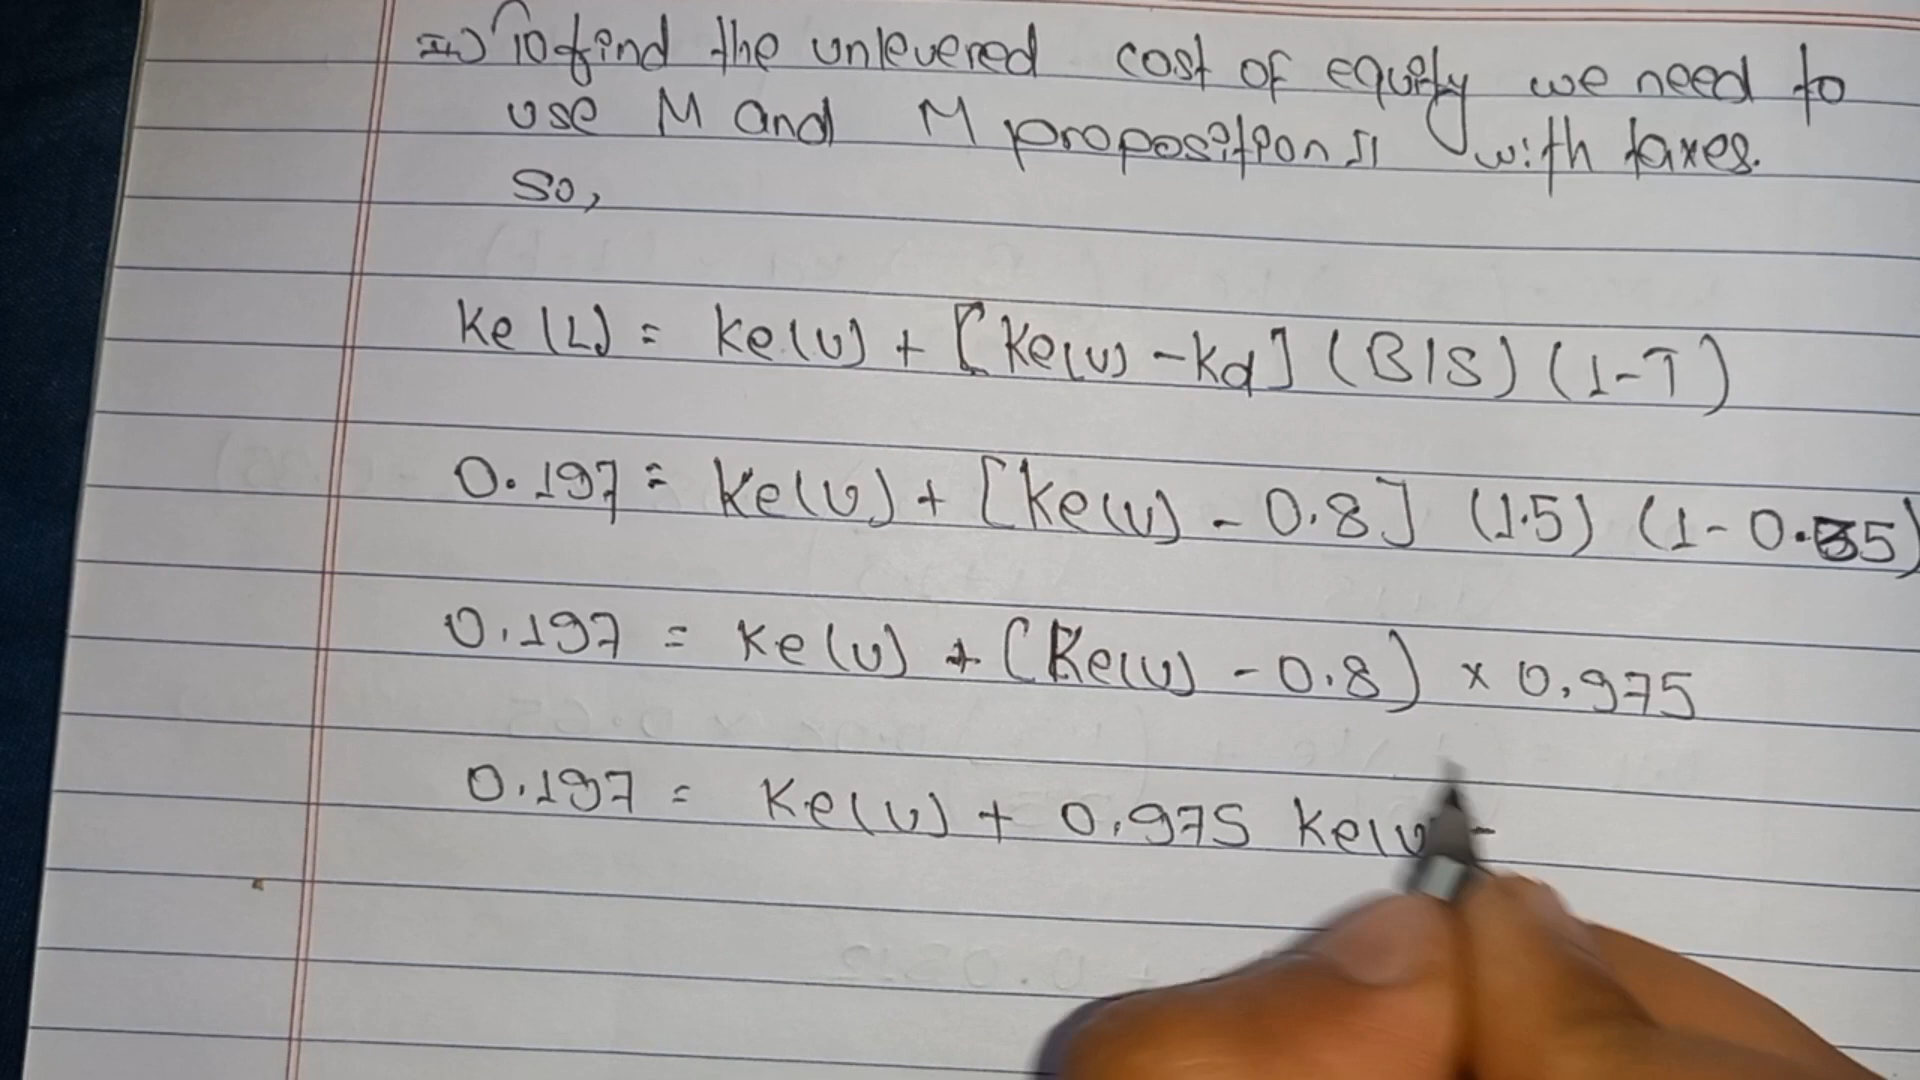 II) To find the unlevered cost of equity we need to
use M and M proposition II with taxes.
So,
Ke(L) = Ke(U) + [Ke(U) - Kd] (B/S) (1-T)
0.197 = Ke(U) + [Ke(U) - 0.8] (1.5) (1-0.35)
0.197 = Ke(U) + (Ke(U) - 0.8) × 0.975
0.197 = Ke(U) + 0.975 Ke(U -